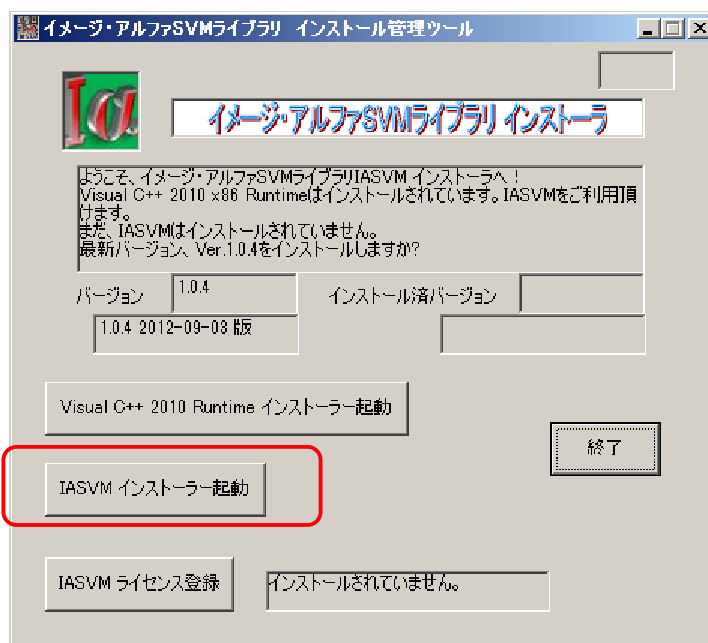 イメージ・アルファSVMライブラリ インストール管理ツール
Iα
イメージ・アルファSVMライブラリ インストーラ
ようこそ、イメージ・アルファSVMライブラリIASVM インストーラへ！
Visual C++ 2010 x86 Runtimeはインストールされています。IASVMをご利用頂
けます。
まだ、IASVMはインストールされていません。
最新バージョン、Ver.1.0.4をインストールしますか?
バージョン 1.0.4 インストール済バージョン
1.0.4 2012-09-08 版
Visual C++ 2010 Runtime インストーラー起動
終了
IASVM インストーラー起動
IASVM ライセンス登録 インストールされていません。